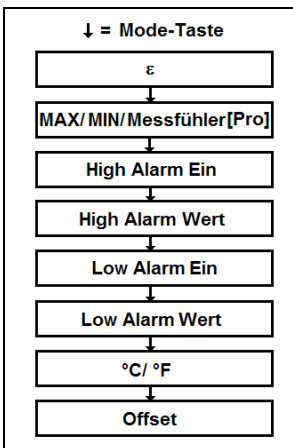 ↓ = Mode-Taste
ε
MAX/ MIN/ Messfühler [Pro]
High Alarm Ein
High Alarm Wert
Low Alarm Ein
Low Alarm Wert
°C/ °F
Offset